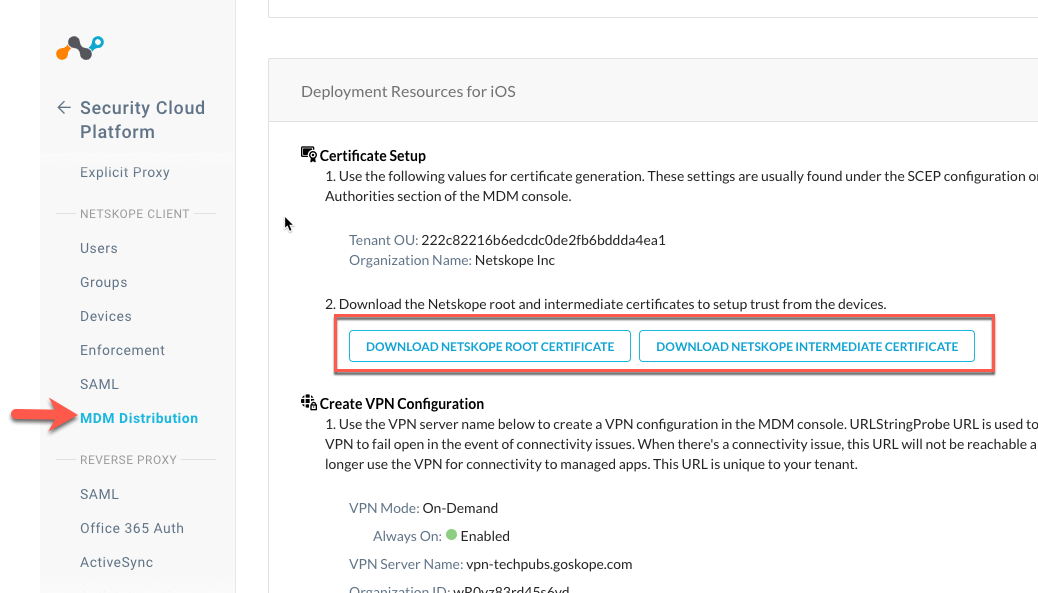 Security Cloud
Platform
Explicit Proxy
NETSKOPE CLIENT
Users
Groups
Devices
Enforcement
SAML
MDM Distribution
REVERSE PROXY
SAML
Office 365 Auth
ActiveSync
Deployment Resources for iOS
Certificate Setup
1. Use the following values for certificate generation. These settings are usually found under the SCEP configuration or
Authorities section of the MDM console.
Tenant OU: 222c82216b6edcdc0de2fb6bddda4ea1
Organization Name: Netskope Inc
2. Download the Netskope root and intermediate certificates to setup trust from the devices.
DOWNLOAD NETSKOPE ROOT CERTIFICATE DOWNLOAD NETSKOPE INTERMEDIATE CERTIFICATE
Create VPN Configuration
1. Use the VPN server name below to create a VPN configuration in the MDM console. URLStringProbe URL is used to
VPN to fail open in the event of connectivity issues. When there's a connectivity issue, this URL will not be reachable a
longer use the VPN for connectivity to managed apps. This URL is unique to your tenant.
VPN Mode: On-Demand
Always On: Enabled
VPN Server Name: vpn-techpubs.goskope.com
Organization ID: